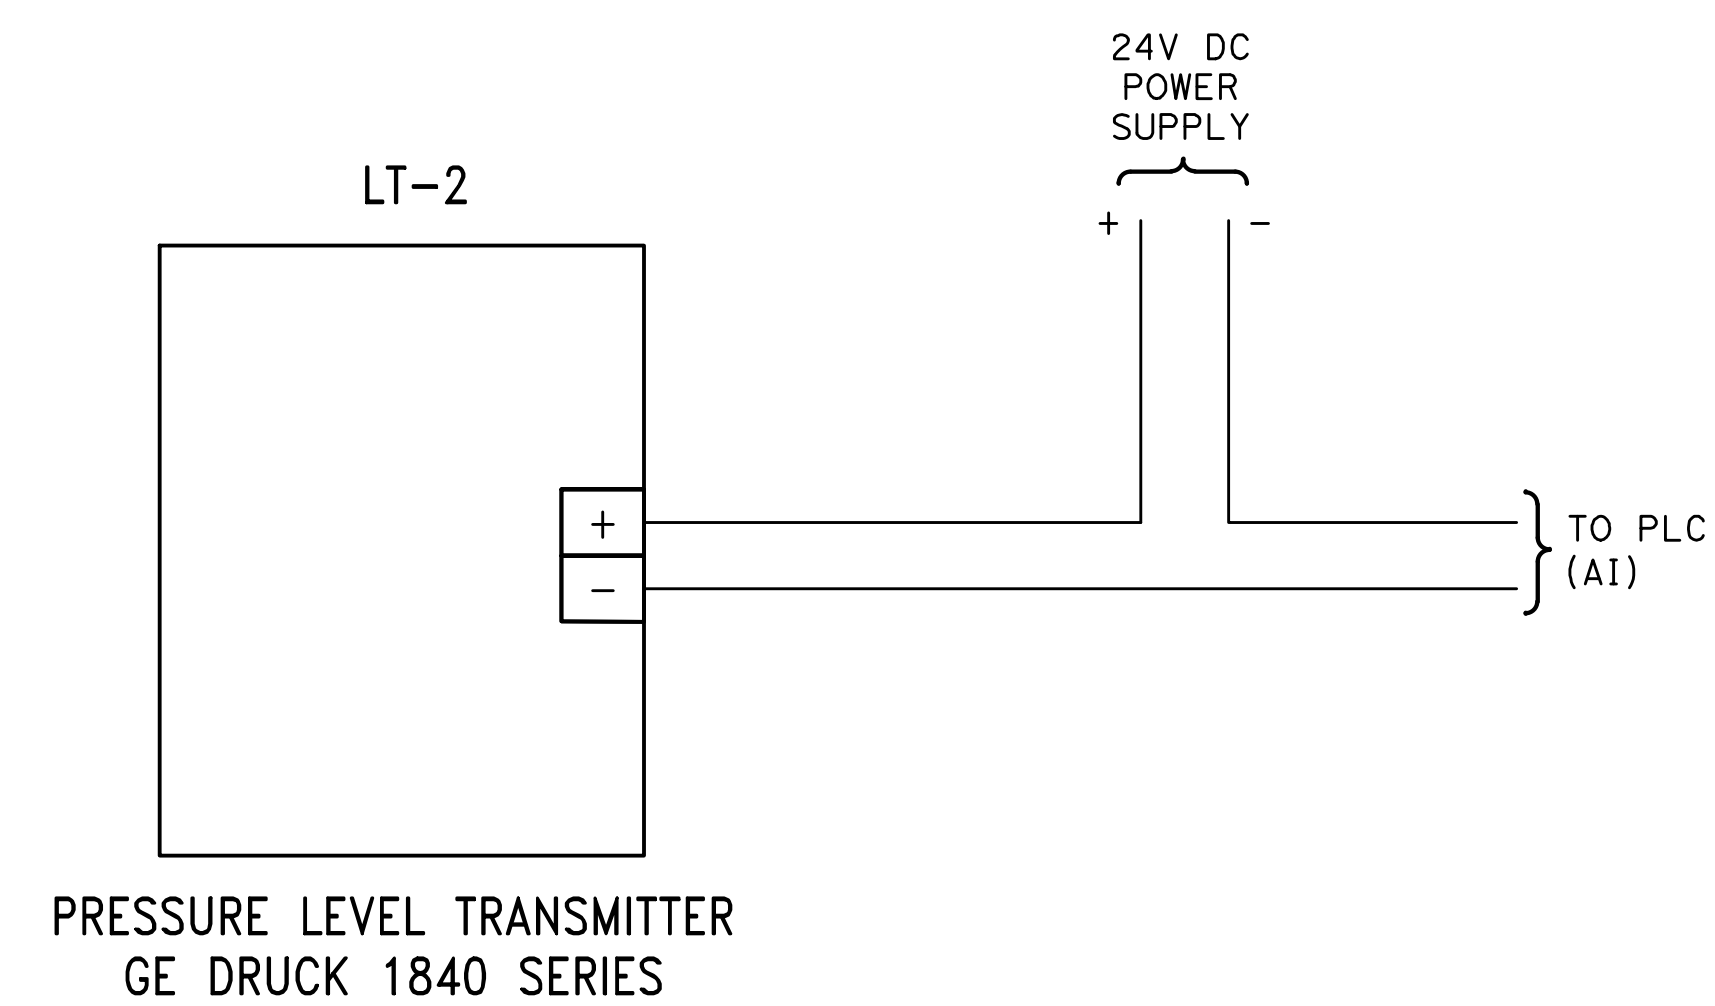 24V DC
POWER
SUPPLY
LT-2
+ -
+
-
TO PLC
(AI)
PRESSURE LEVEL TRANSMITTER
GE DRUCK 1840 SERIES